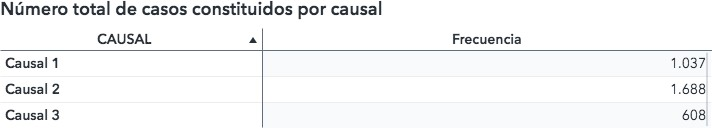 Número total de casos constituidos por causal
CAUSAL ▲ Frecuencia
Causal 1 1.037
Causal 2 1.688
Causal 3 608